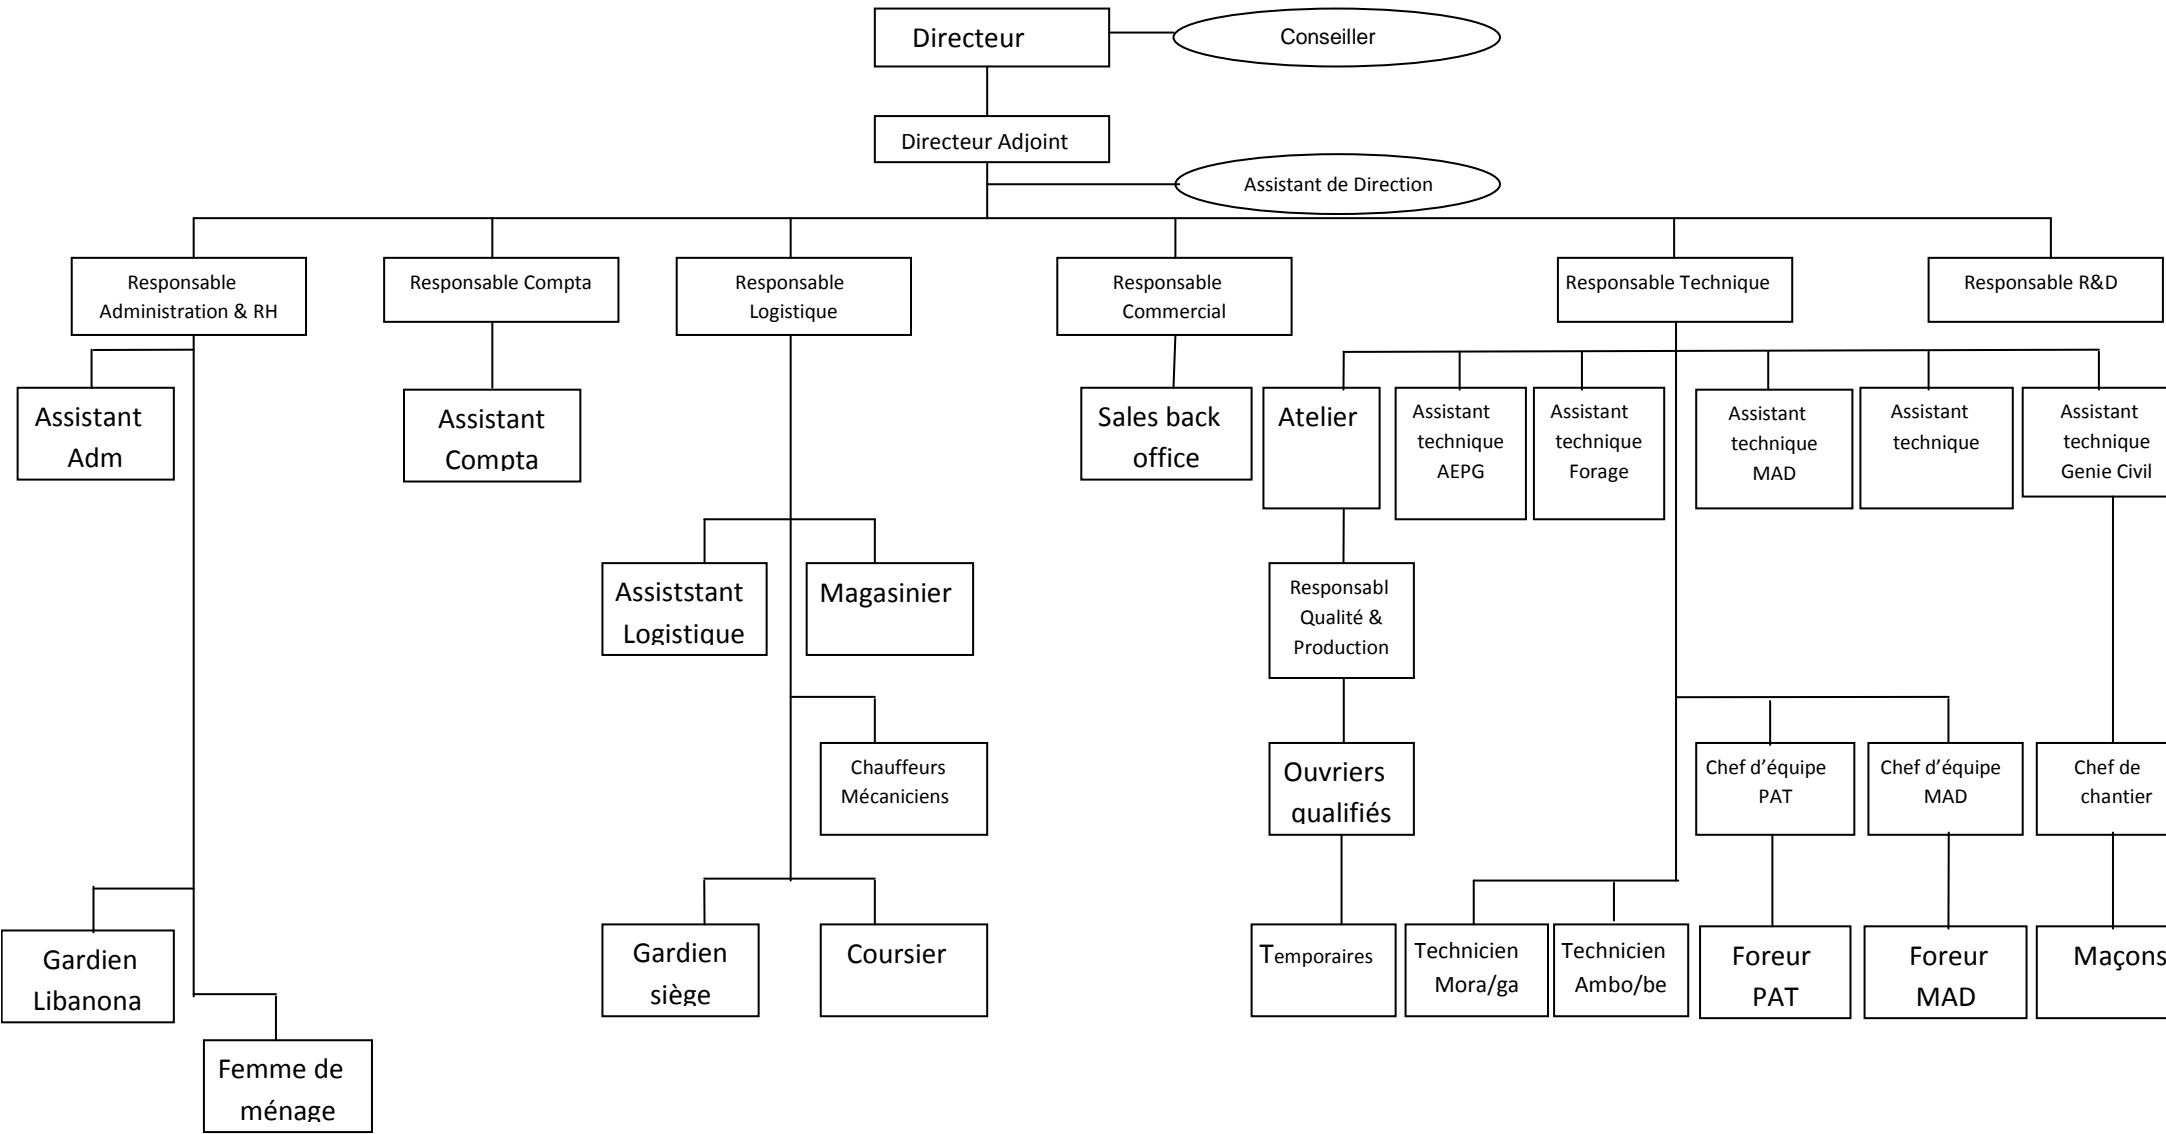 Directeur
Conseiller
Directeur Adjoint
Assistant de Direction
Responsable
Administration & RH
Responsable Compta
Responsable
Logistique
Responsable
Commercial
Responsable Technique
Responsable R&D
Assistant
Adm
Assistant
Compta
Sales back
office
Atelier
Assistant
technique
AEPG
Assistant
technique
Forage
Assistant
technique
MAD
Assistant
technique
Assistant
technique
Genie Civil
Assiststant
Logistique
Magasinier
Responsabl
Qualité &
Production
Chauffeurs
Mécaniciens
Ouvriers
qualifiés
Chef d’équipe
PAT
Chef d’équipe
MAD
Chef de
chantier
Gardien
Libanona
Gardien
siège
Coursier
Temporaires
Technicien
Mora/ga
Technicien
Ambo/be
Foreur
PAT
Foreur
MAD
Maçons
Femme de
ménage